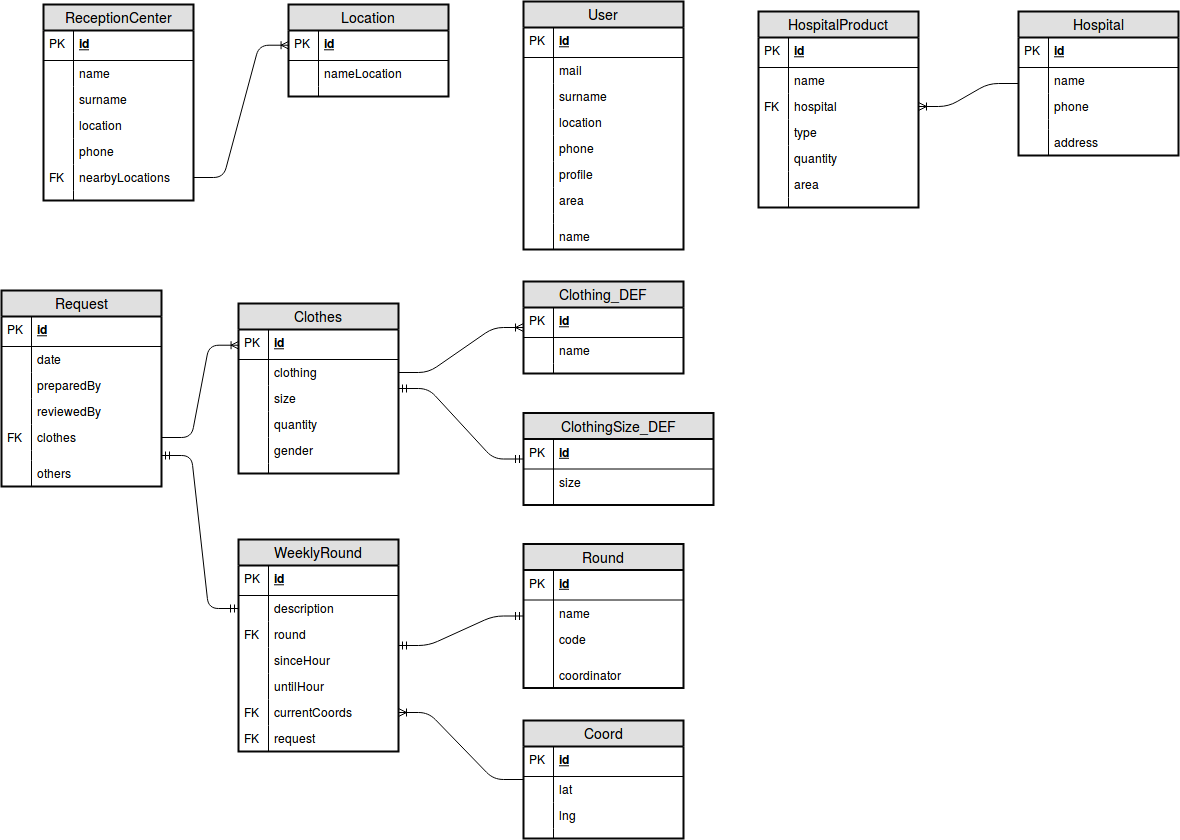 ReceptionCenter
PK id
name
surname
location
phone
FK nearbyLocations
Location
PK id
nameLocation
User
PK id
mail
surname
location
phone
profile
area
name
HospitalProduct
PK id
name
FK hospital
type
quantity
area
Hospital
PK id
name
phone
address
Request
PK id
date
preparedBy
reviewedBy
FK clothes
others
Clothes
PK id
clothing
size
quantity
gender
Clothing_DEF
PK id
name
ClothingSize_DEF
PK id
size
WeeklyRound
PK id
description
FK round
sinceHour
untilHour
FK currentCoords
FK request
Round
PK id
name
code
coordinator
Coord
PK id
lat
lng